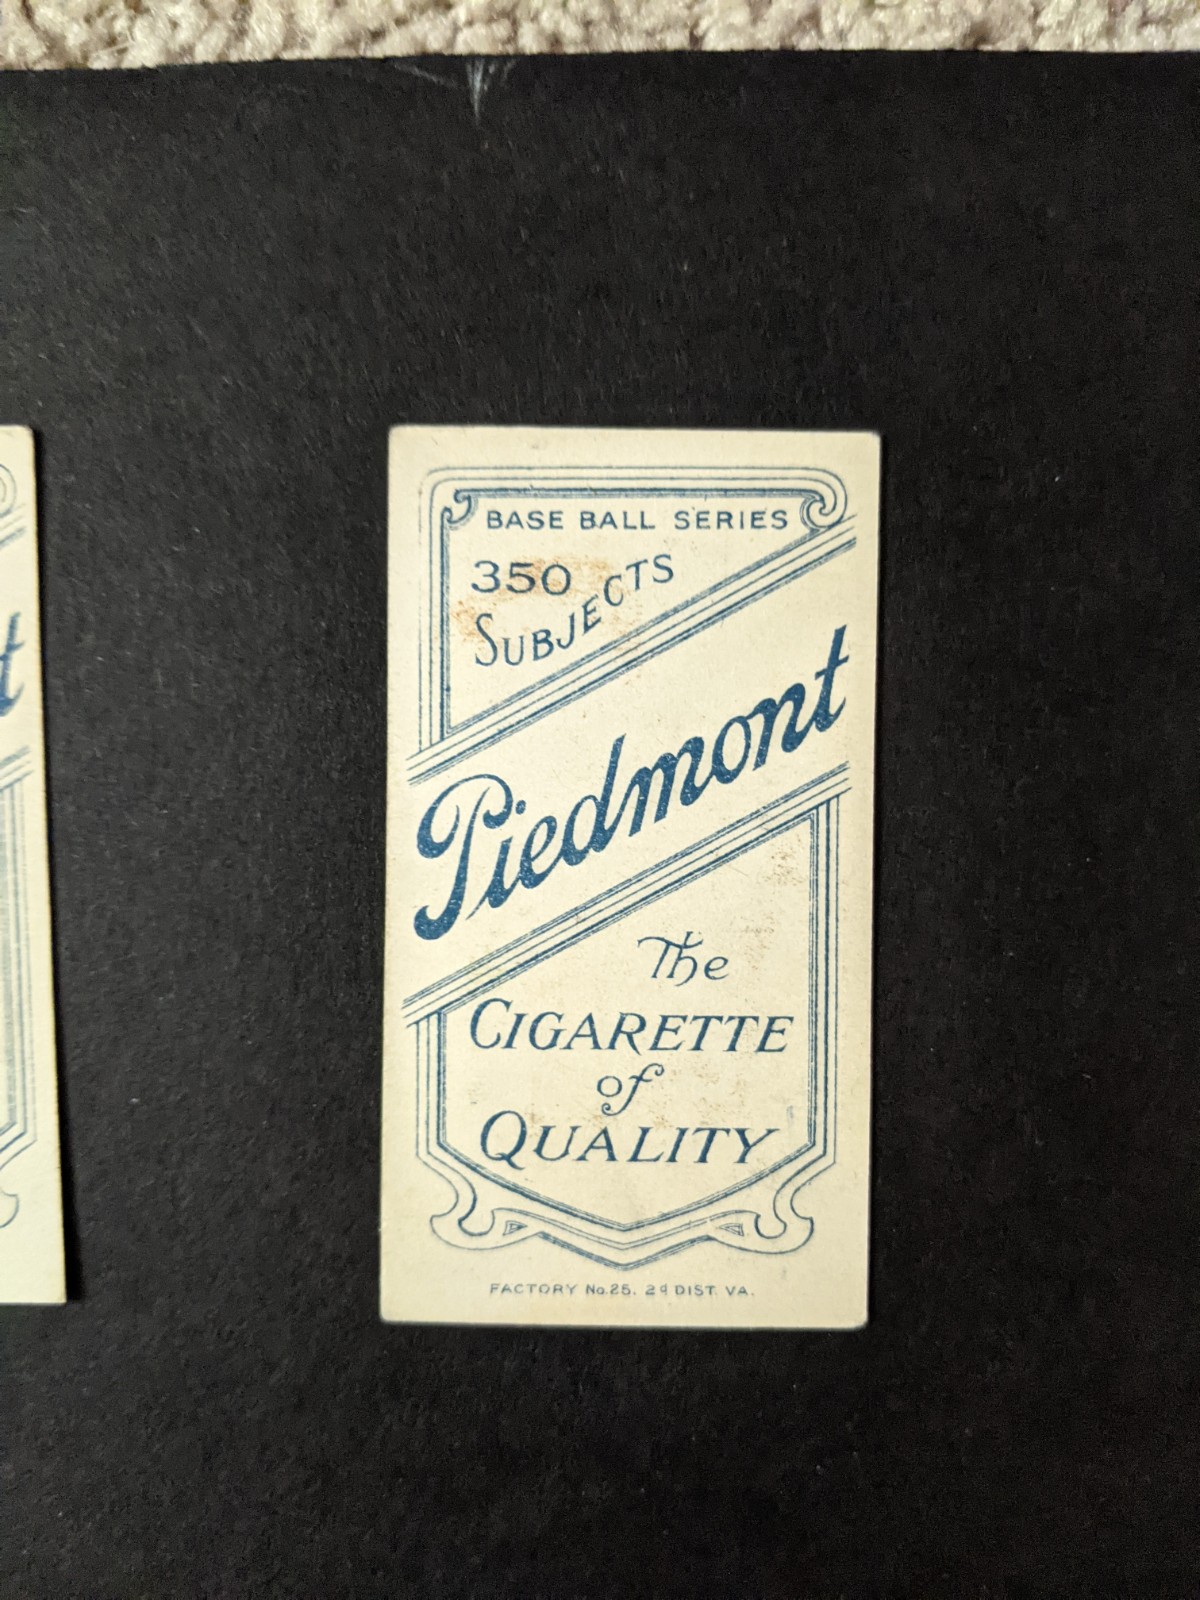 BASE BALL SERIES
350
SUBJECTS
Piedmont
The
CIGARETTE
of
QUALITY
FACTORY No.25. 2d DIST. VA.
t